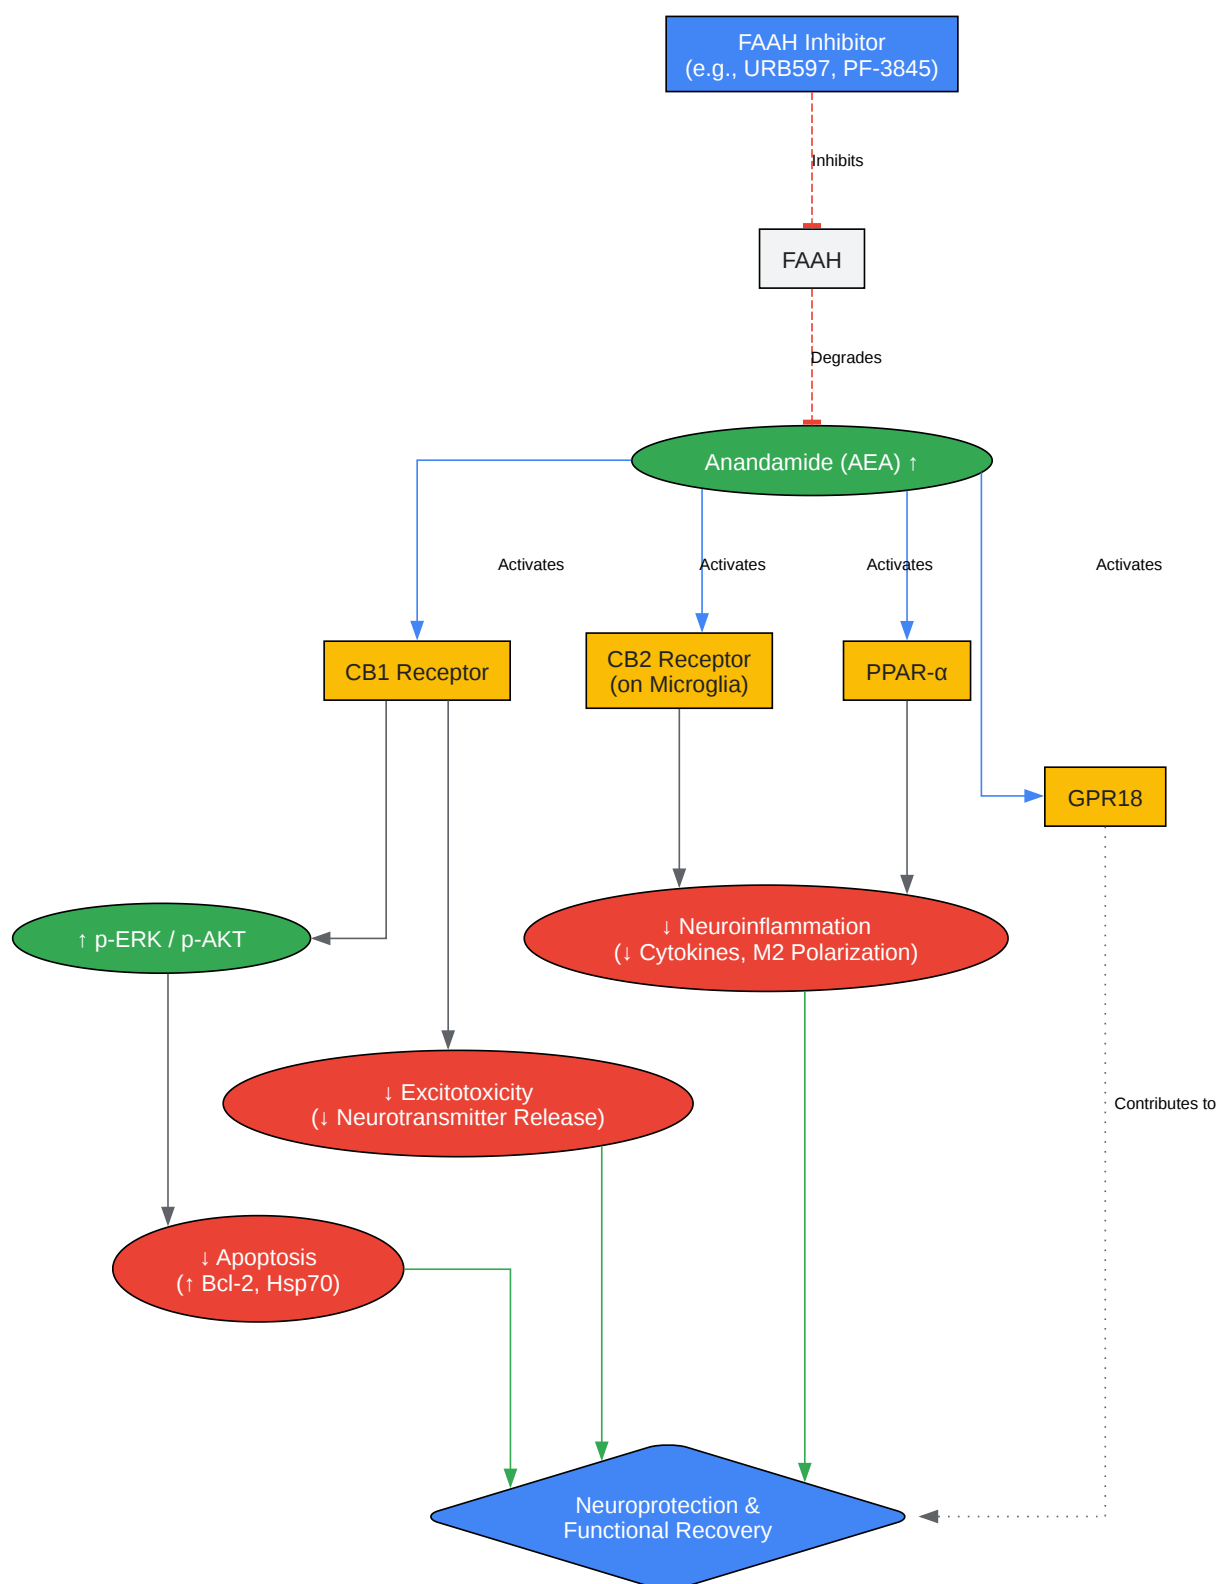 FAAH Inhibitor
(e.g., URB597, PF-3845)
Inhibits
FAAH
Degrades
Anandamide (AEA) ↑
Activates
Activates
Activates
Activates
CB1 Receptor
CB2 Receptor
(on Microglia)
PPAR-α
GPR18
↑ p-ERK / p-AKT
↓ Neuroinflammation
(↓ Cytokines, M2 Polarization)
↓ Excitotoxicity
(↓ Neurotransmitter Release)
Contributes to
↓ Apoptosis
(↑ Bcl-2, Hsp70)
Neuroprotection &
Functional Recovery